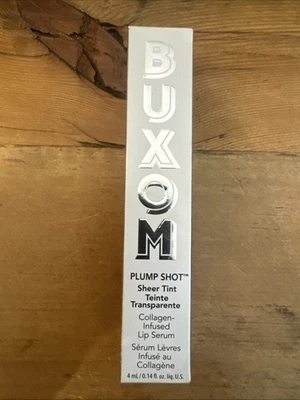 BUXOM
PLUMP SHOT™
Sheer Tint
Teinte
Transparente
Collagen-
Infused
Lip Serum
Sérum Lèvres
Infusé au
Collagène
4 mL / 0.14 fl. oz. liq. U.S.